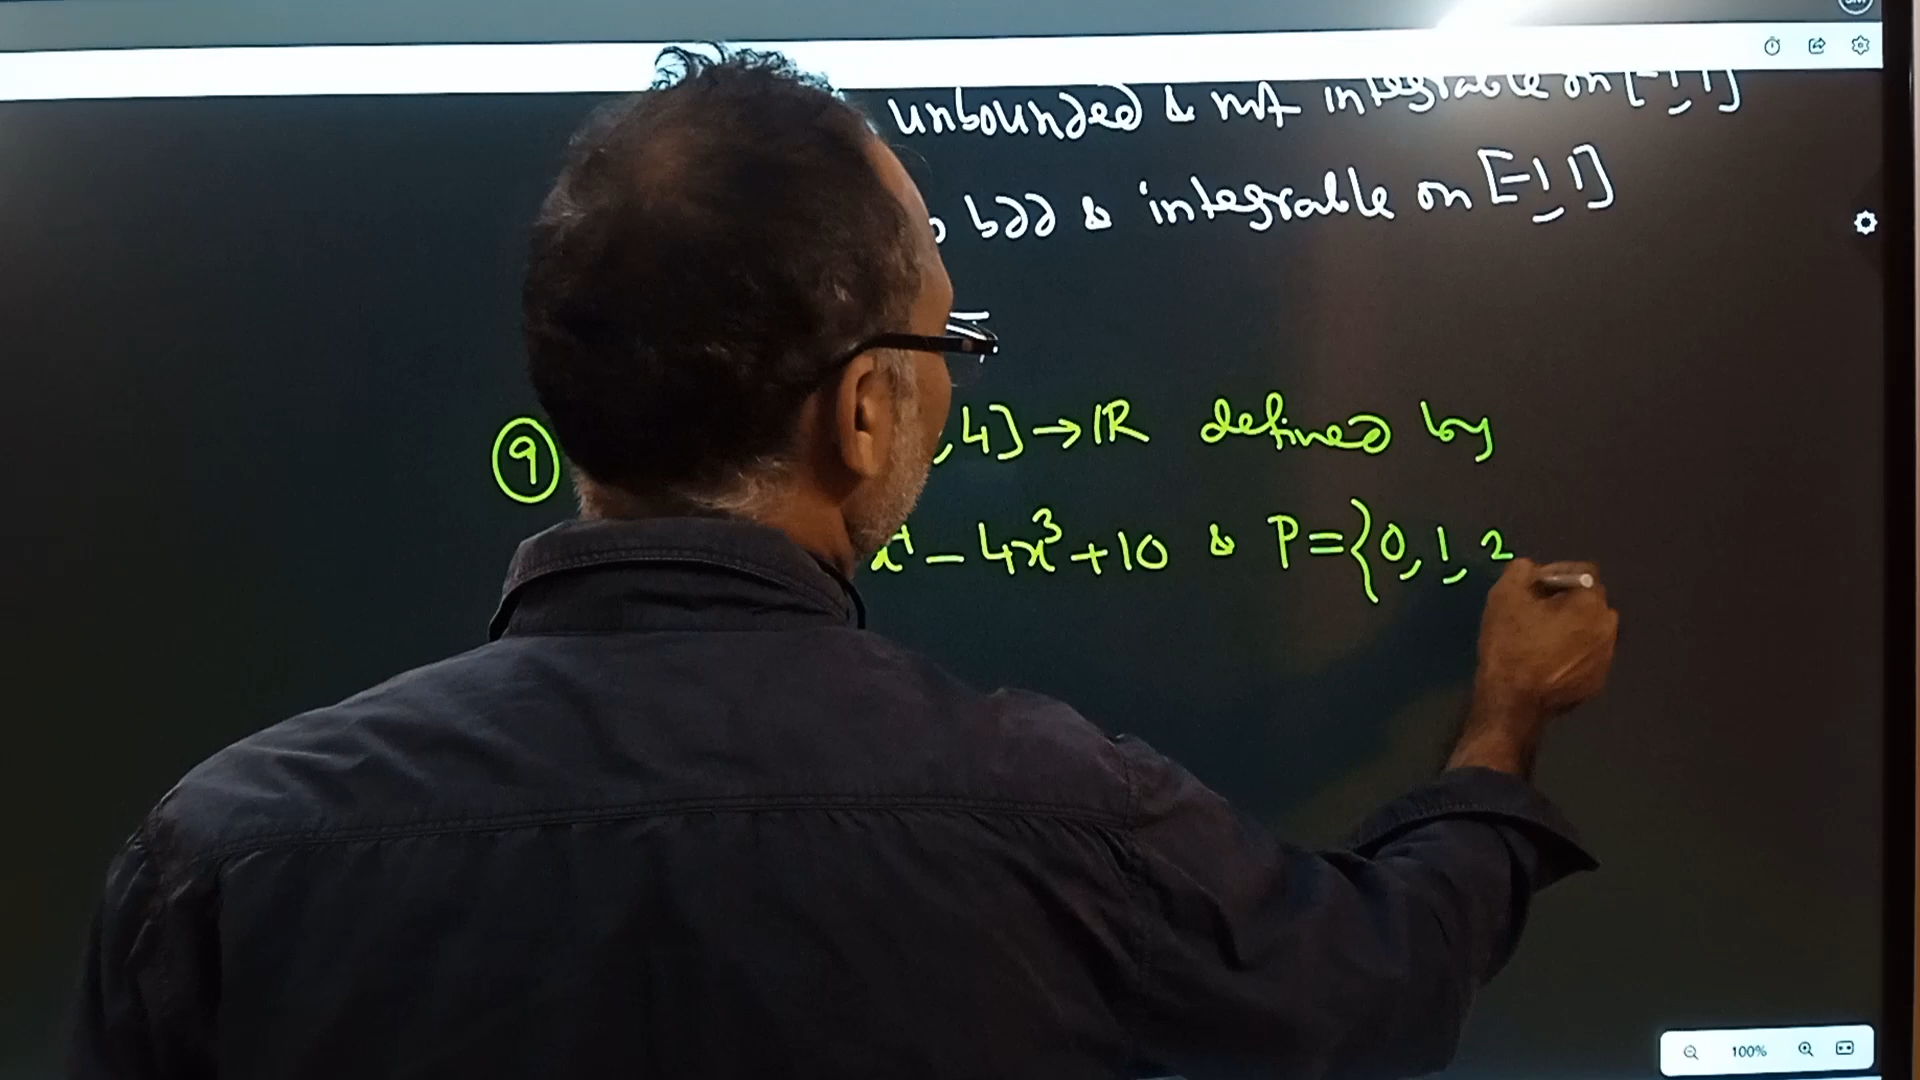 unbounded & not integrable on [-1, 1]
bdd & integrable on [-1, 1]
⑨ , 4] → ℝ defined by
x⁴ - 4x³ + 10 & P = {0, 1, 2
100%